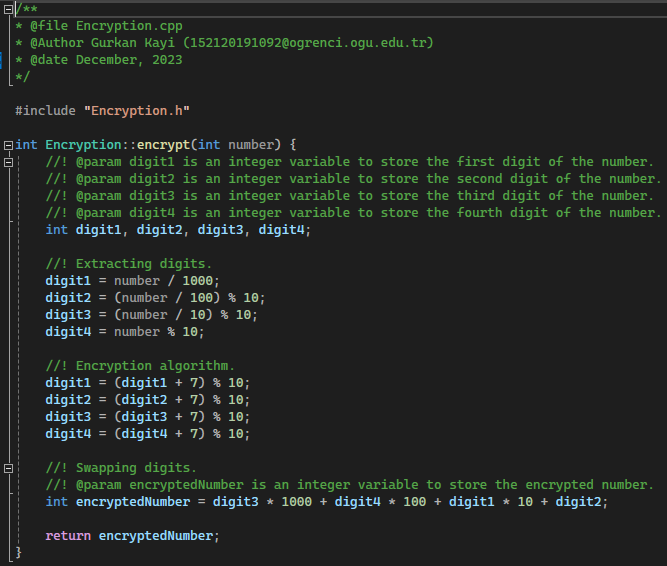 /**
* @file Encryption.cpp
* @Author Gurkan Kayi (152120191092@ogrenci.ogu.edu.tr)
* @date December, 2023
*/
#include "Encryption.h"
int Encryption::encrypt(int number) {
//! @param digit1 is an integer variable to store the first digit of the number.
//! @param digit2 is an integer variable to store the second digit of the number.
//! @param digit3 is an integer variable to store the third digit of the number.
//! @param digit4 is an integer variable to store the fourth digit of the number.
int digit1, digit2, digit3, digit4;
//! Extracting digits.
digit1 = number / 1000;
digit2 = (number / 100) % 10;
digit3 = (number / 10) % 10;
digit4 = number % 10;
//! Encryption algorithm.
digit1 = (digit1 + 7) % 10;
digit2 = (digit2 + 7) % 10;
digit3 = (digit3 + 7) % 10;
digit4 = (digit4 + 7) % 10;
//! Swapping digits.
//! @param encryptedNumber is an integer variable to store the encrypted number.
int encryptedNumber = digit3 * 1000 + digit4 * 100 + digit1 * 10 + digit2;
return encryptedNumber;
}